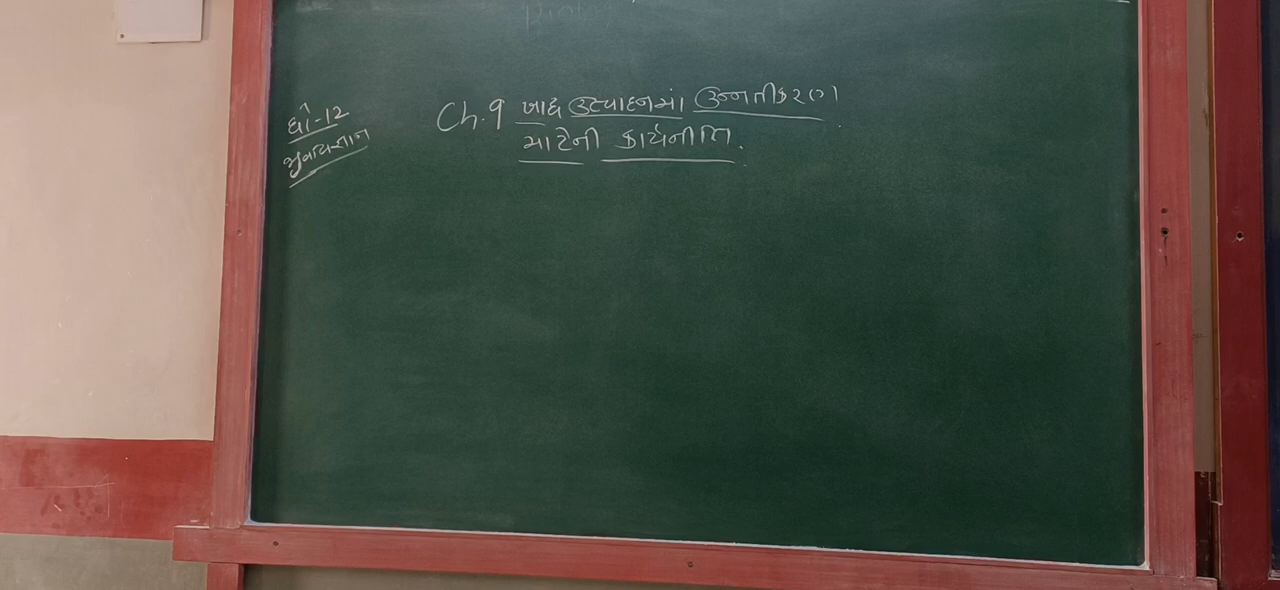 ધો-12
જીવવિજ્ઞાન
Ch. 9 ખાદ્ય ઉત્પાદનમાં ઉન્નતીકરણ
માટેની કાર્યનીતિ.